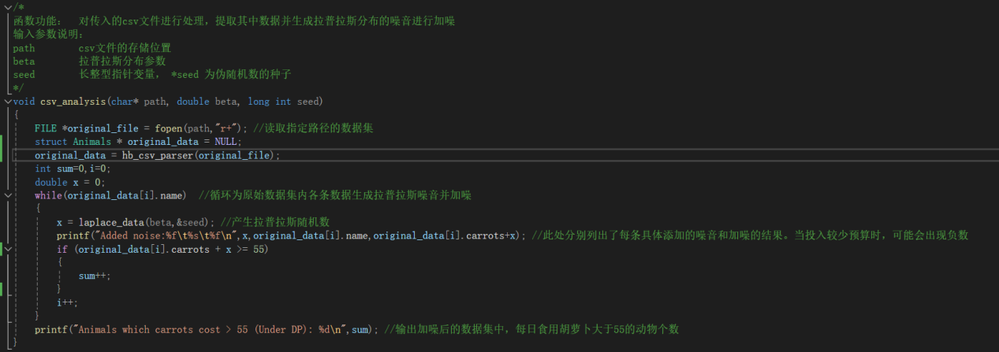 /*
函数功能： 对传入的csv文件进行处理，提取其中数据并生成拉普拉斯分布的噪音进行加噪
输入参数说明：
path csv文件的存储位置
beta 拉普拉斯分布参数
seed 长整型指针变量， *seed 为伪随机数的种子
*/
void csv_analysis(char* path, double beta, long int seed)
{
FILE *original_file = fopen(path,"r+"); //读取指定路径的数据集
struct Animals * original_data = NULL;
original_data = hb_csv_parser(original_file);
int sum=0,i=0;
double x = 0;
while(original_data[i].name) //循环为原始数据集内各条数据生成拉普拉斯噪音并加噪
{
x = laplace_data(beta,&seed); //产生拉普拉斯随机数
printf("Added noise:%f\t%s\t%f\n",x,original_data[i].name,original_data[i].carrots+x); //此处分别列出了每条具体添加的噪音和加噪的结果。当投入较少预算时，可能会出现负数
if (original_data[i].carrots + x >= 55)
{
sum++;
}
i++;
}
printf("Animals which carrots cost > 55 (Under DP): %d\n",sum); //输出加噪后的数据集中，每日食用胡萝卜大于55的动物个数
}